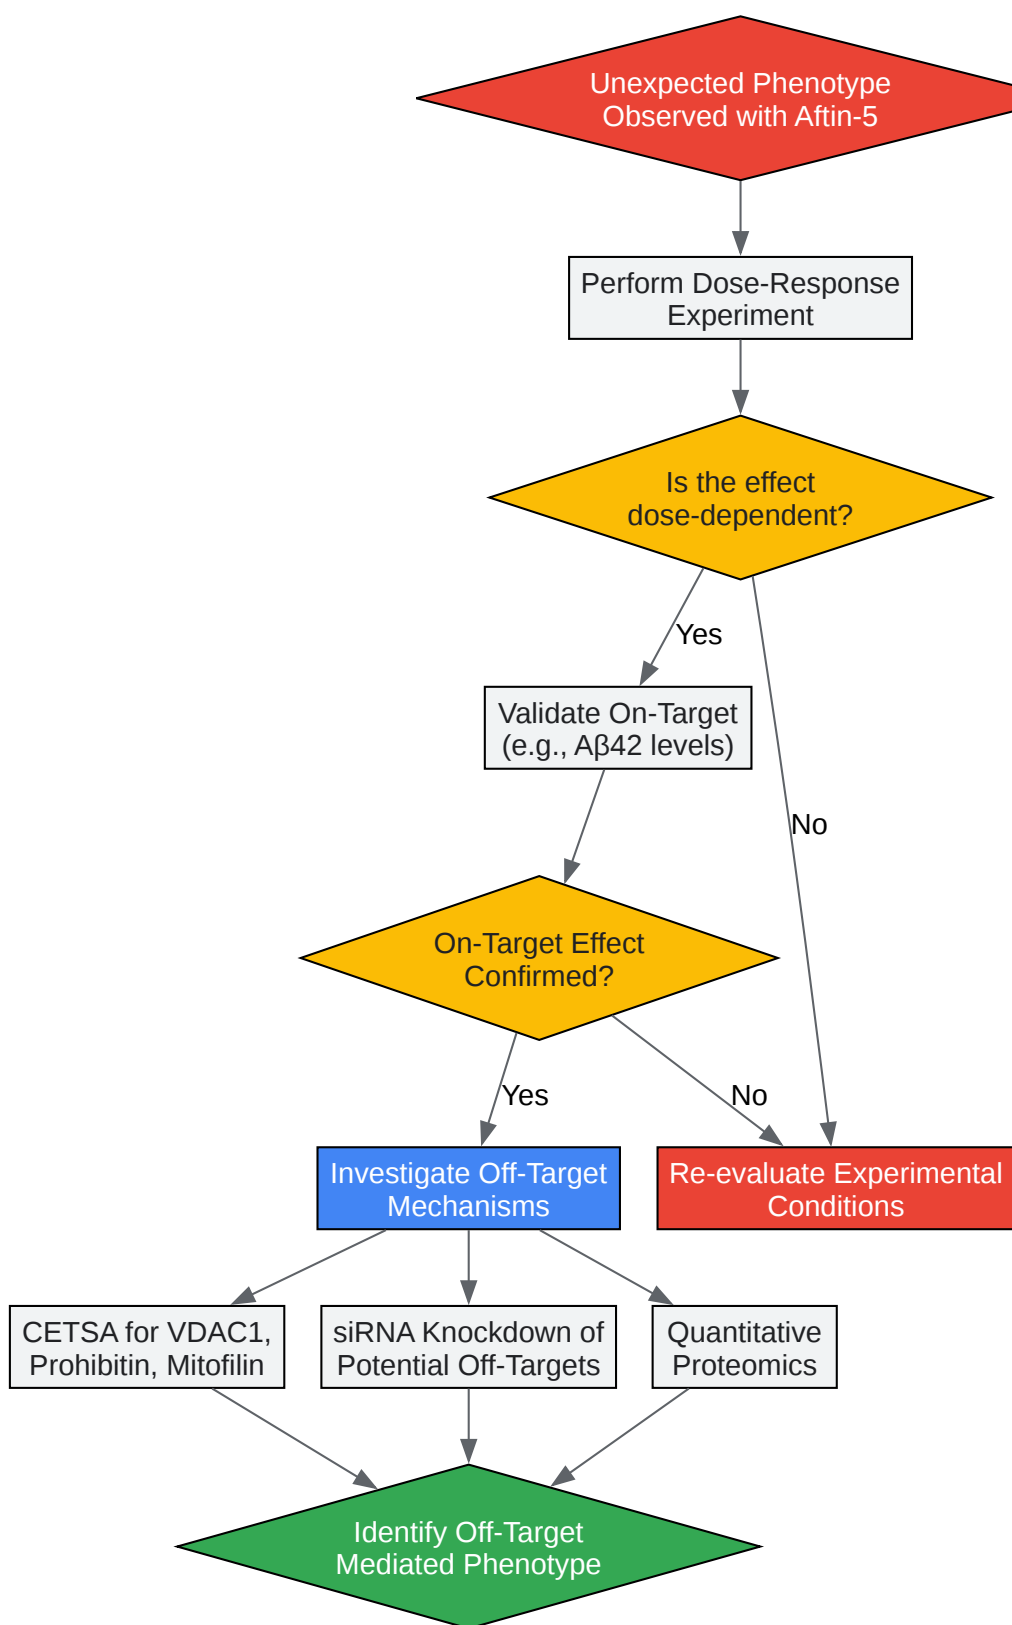 Unexpected Phenotype
Observed with Aftin-5
Perform Dose-Response
Experiment
Is the effect
dose-dependent?
Yes
Validate On-Target
(e.g., Aβ42 levels)
No
On-Target Effect
Confirmed?
Yes
No
Investigate Off-Target
Mechanisms
Re-evaluate Experimental
Conditions
CETSA for VDAC1,
Prohibitin, Mitofilin
siRNA Knockdown of
Potential Off-Targets
Quantitative
Proteomics
Identify Off-Target
Mediated Phenotype